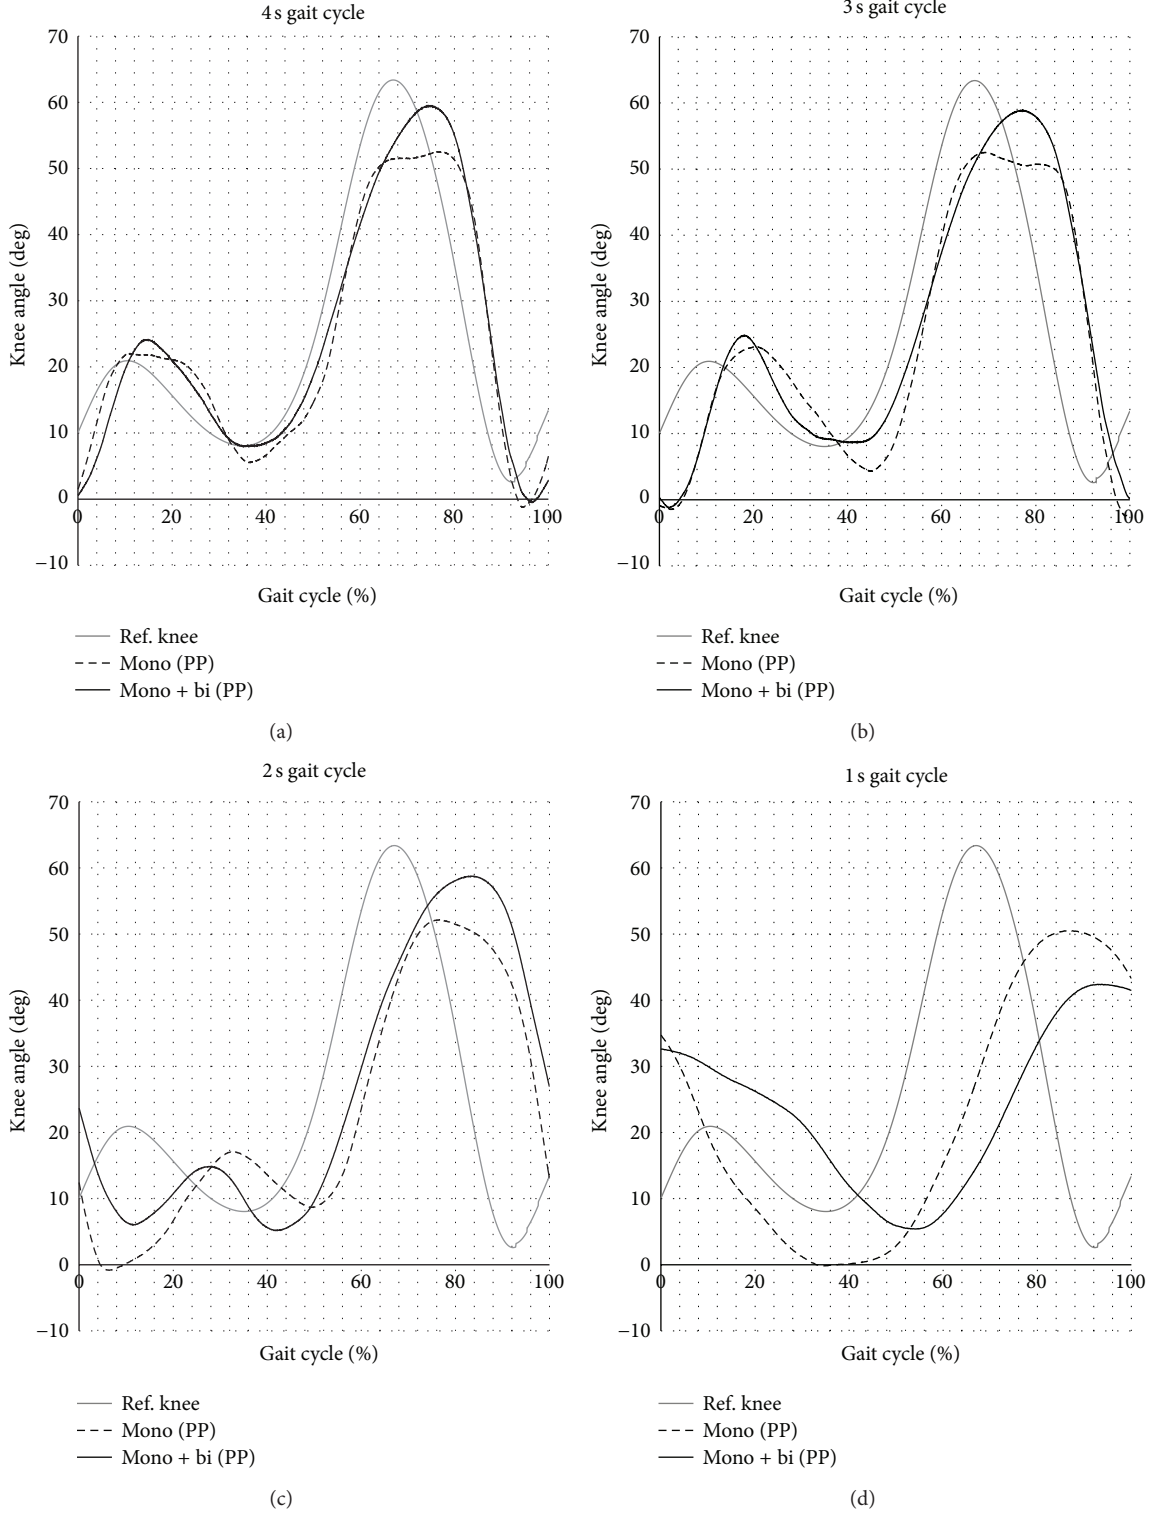 4 s gait cycle
70
60
50
40
30
20
10
0
−10
0 20 40 60 80 100
Knee angle (deg)
Gait cycle (%)
Ref. knee
Mono (PP)
Mono + bi (PP)
(a)
3 s gait cycle
70
60
50
40
30
20
10
0
−10
0 20 40 60 80 100
Knee angle (deg)
Gait cycle (%)
Ref. knee
Mono (PP)
Mono + bi (PP)
(b)
2 s gait cycle
70
60
50
40
30
20
10
0
−10
0 20 40 60 80 100
Knee angle (deg)
Gait cycle (%)
Ref. knee
Mono (PP)
Mono + bi (PP)
(c)
1 s gait cycle
70
60
50
40
30
20
10
0
−10
0 20 40 60 80 100
Knee angle (deg)
Gait cycle (%)
Ref. knee
Mono (PP)
Mono + bi (PP)
(d)